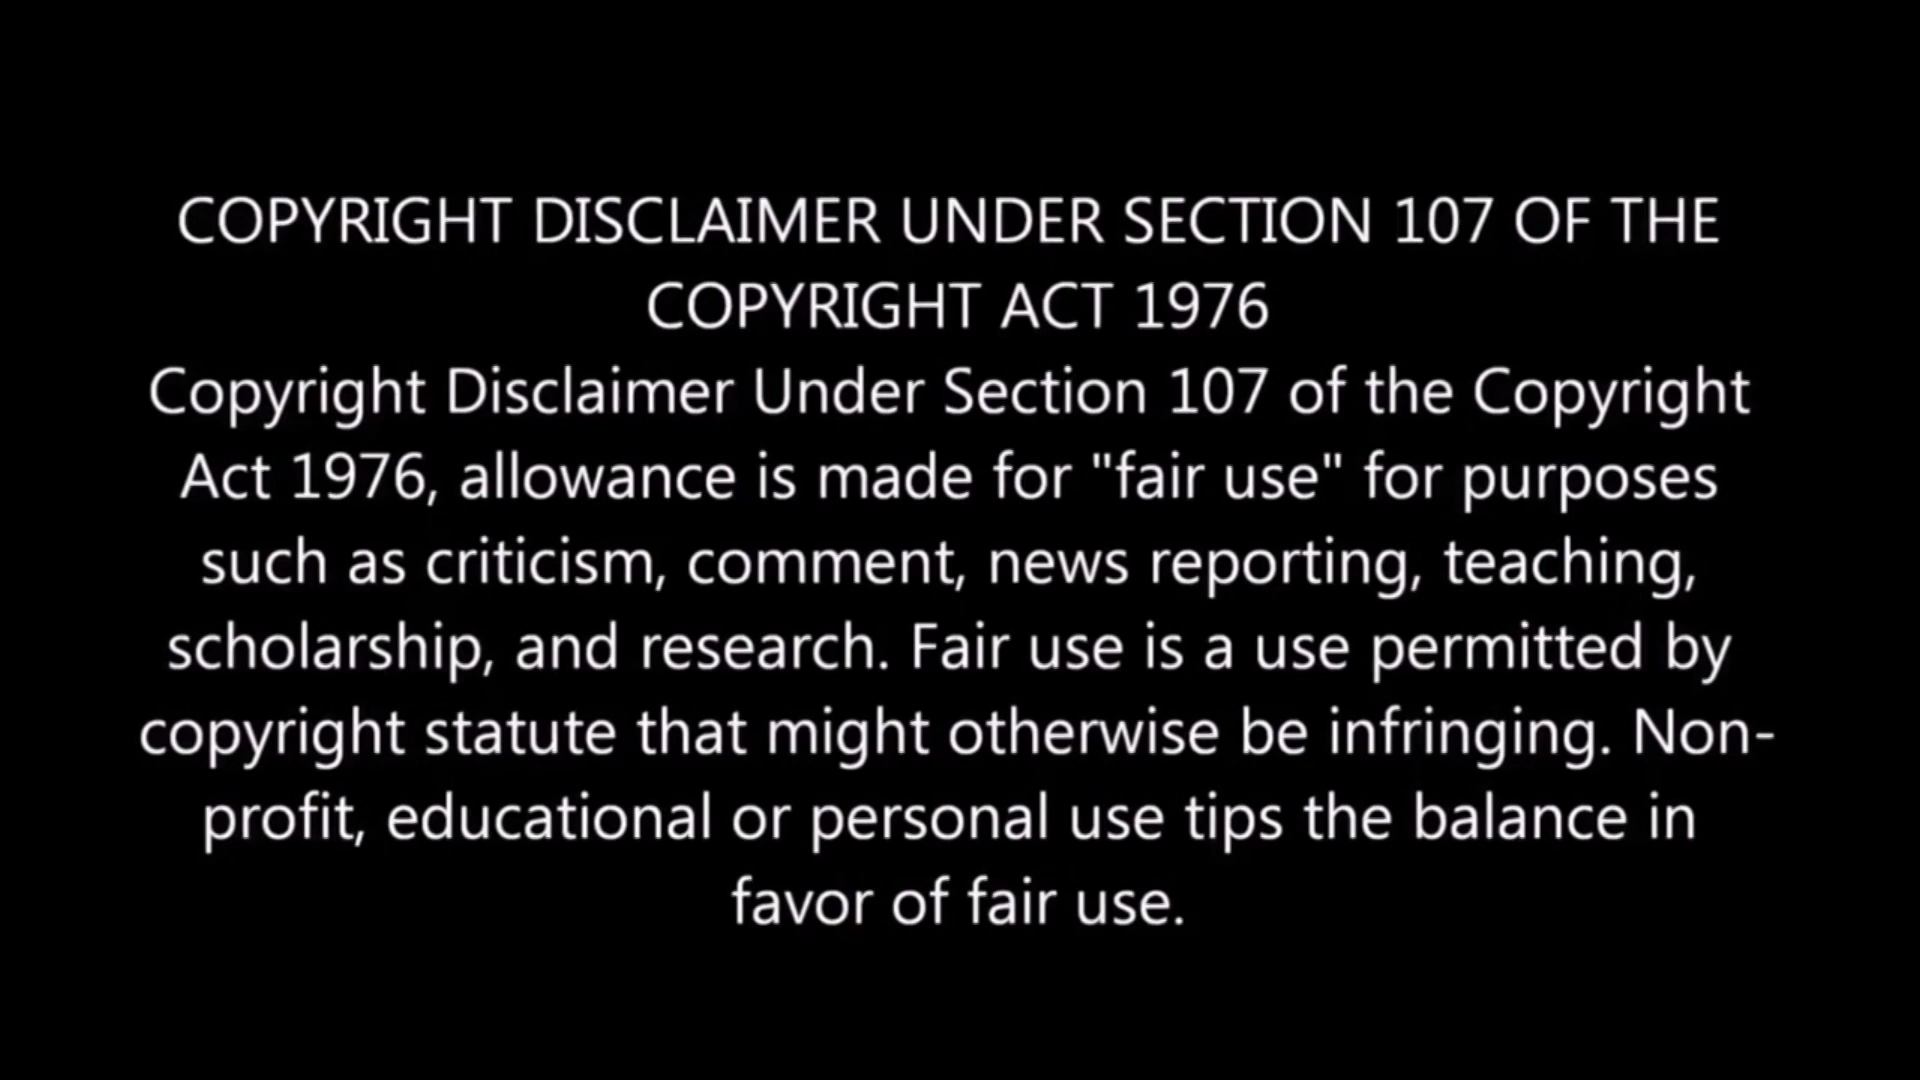 COPYRIGHT DISCLAIMER UNDER SECTION 107 OF THE
COPYRIGHT ACT 1976
Copyright Disclaimer Under Section 107 of the Copyright
Act 1976, allowance is made for "fair use" for purposes
such as criticism, comment, news reporting, teaching,
scholarship, and research. Fair use is a use permitted by
copyright statute that might otherwise be infringing. Non-
profit, educational or personal use tips the balance in
favor of fair use.